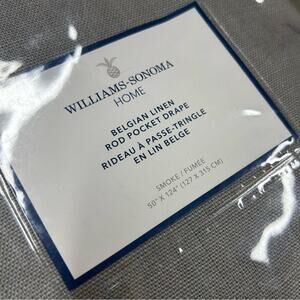 WILLIAMS-SONOMA
HOME
BELGIAN LINEN
ROD POCKET DRAPE
RIDEAU À PASSE-TRINGLE
EN LIN BELGE
SMOKE / FUMÉE
50" X 124" (127 X 315 CM)